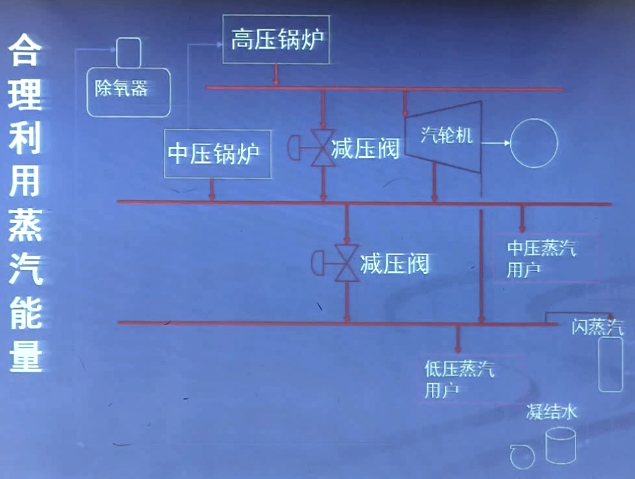 合理利用蒸汽能量
高压锅炉
除氧器
汽轮机
中压锅炉
减压阀
中压蒸汽
用户
减压阀
闪蒸汽
低压蒸汽
用户
凝结水